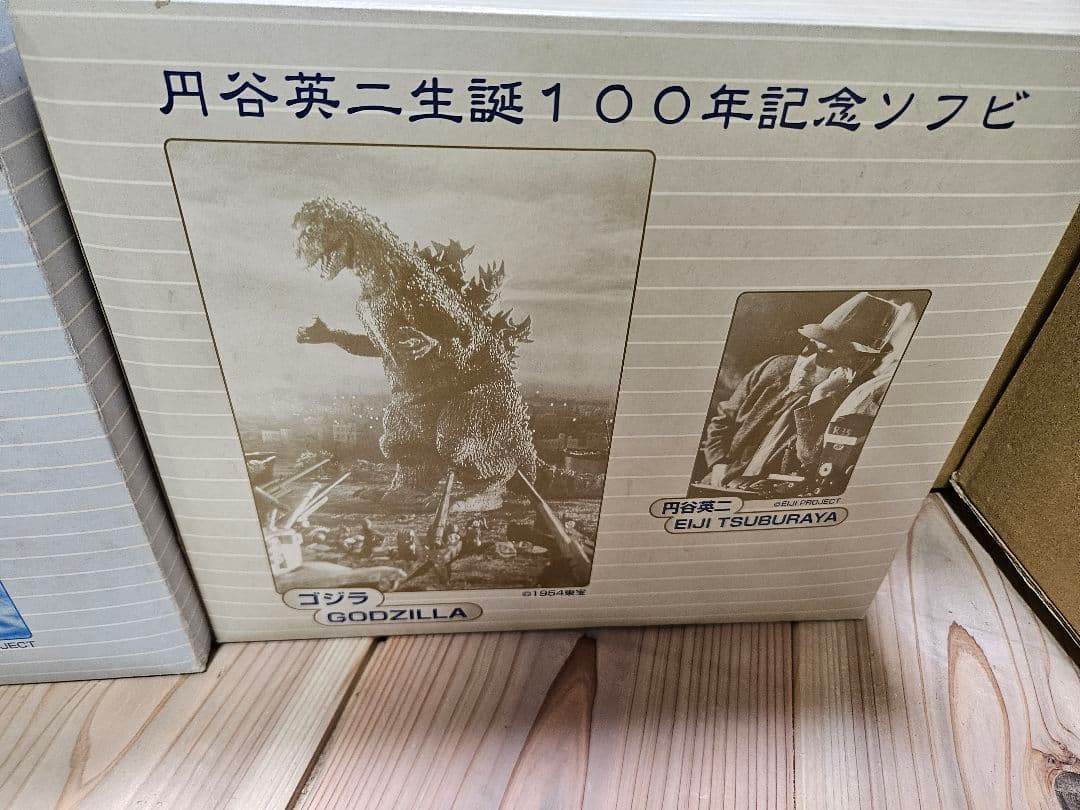 円谷英二生誕100年記念ソフビ
©EIJI PROJECT
円谷英二
EIJI TSUBURAYA
©1954東宝
ゴジラ
GODZILLA
JECT